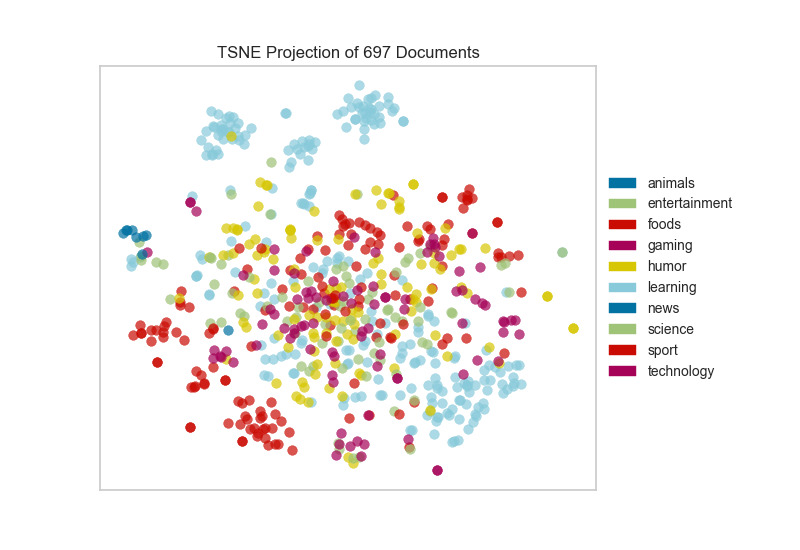 TSNE Projection of 697 Documents
animals
entertainment
foods
gaming
humor
learning
news
science
sport
technology